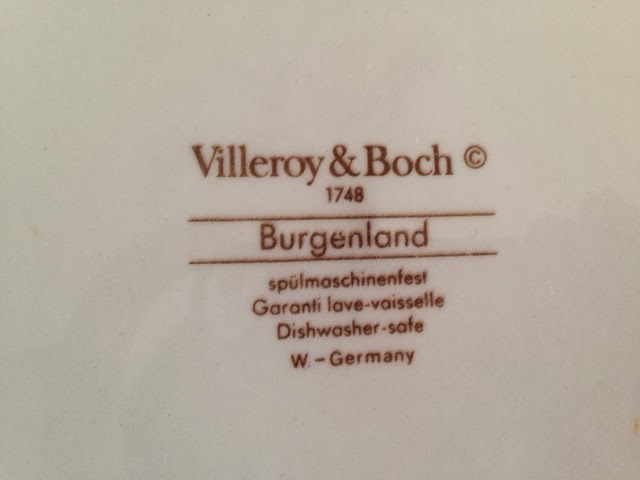 Villeroy & Boch ©
1748
Burgenland
spülmaschinenfest
Garanti lave-vaisselle
Dishwasher-safe
W.-Germany